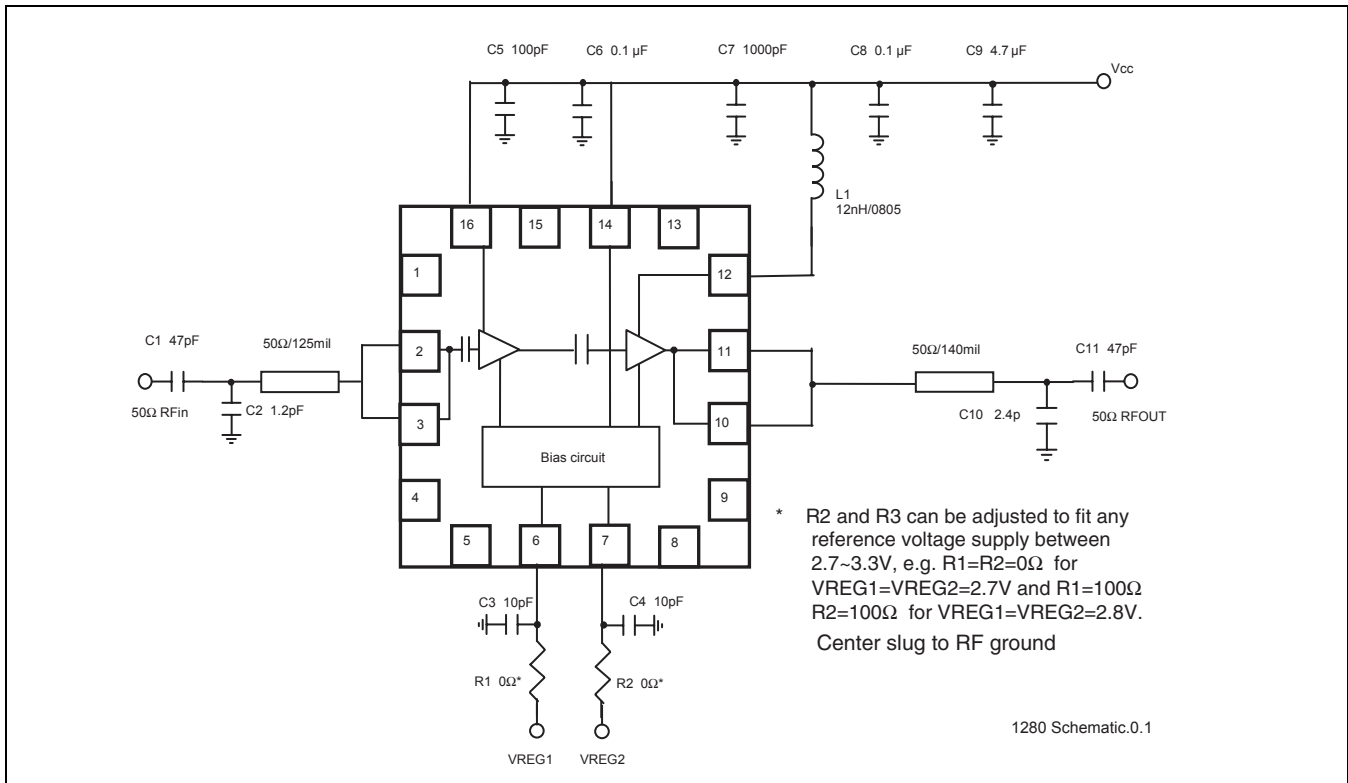 C5 100pF
C6 0.1 µF
C7 1000pF
C8 0.1 µF
C9 4.7 µF
Vcc
L1
12nH/0805
16
15
14
13
1
12
2
11
3
10
4
9
5
6
7
8
C1 47pF
50Ω/125mil
50Ω RFin
C2 1.2pF
Bias circuit
50Ω/140mil
C11 47pF
C10 2.4p
50Ω RFOUT
* R2 and R3 can be adjusted to fit any
reference voltage supply between
2.7~3.3V, e.g. R1=R2=0Ω for
VREG1=VREG2=2.7V and R1=100Ω
R2=100Ω for VREG1=VREG2=2.8V.
Center slug to RF ground
C3 10pF
C4 10pF
R1 0Ω*
R2 0Ω*
VREG1
VREG2
1280 Schematic.0.1